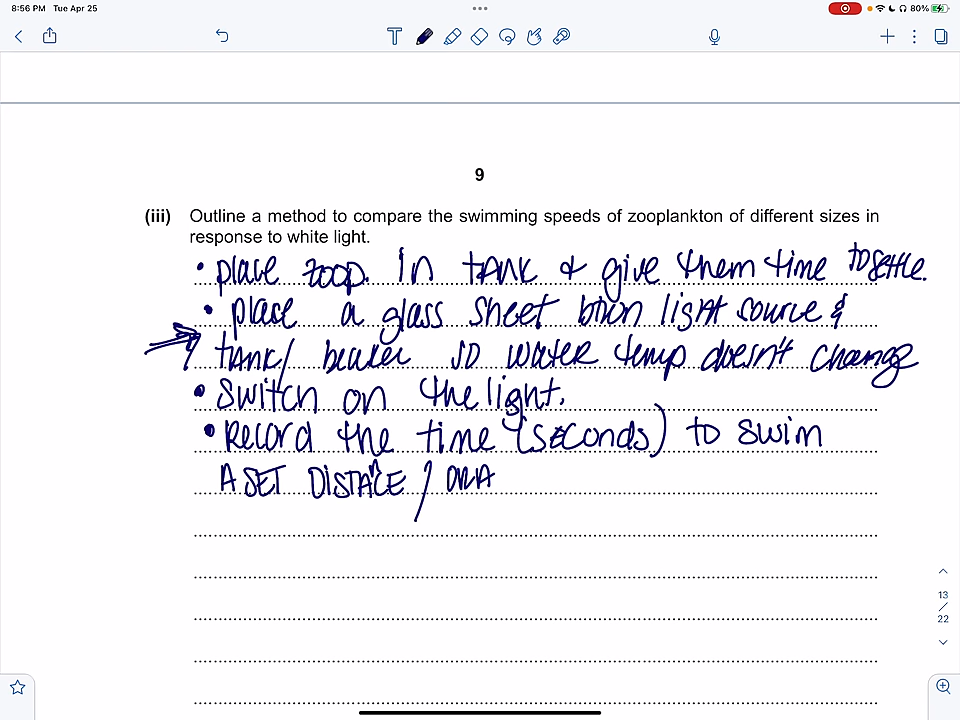 8:56 PM Tue Apr 25
80%
9
(iii) Outline a method to compare the swimming speeds of zooplankton of different sizes in
response to white light.
• place zoop. in tank & give them time to settle.
• place a glass sheet btwn light source &
tank/ beaker so water temp doesn't change
• Switch on the light.
• Record the time (seconds) to swim
A SET DISTANCE /
13
/
22